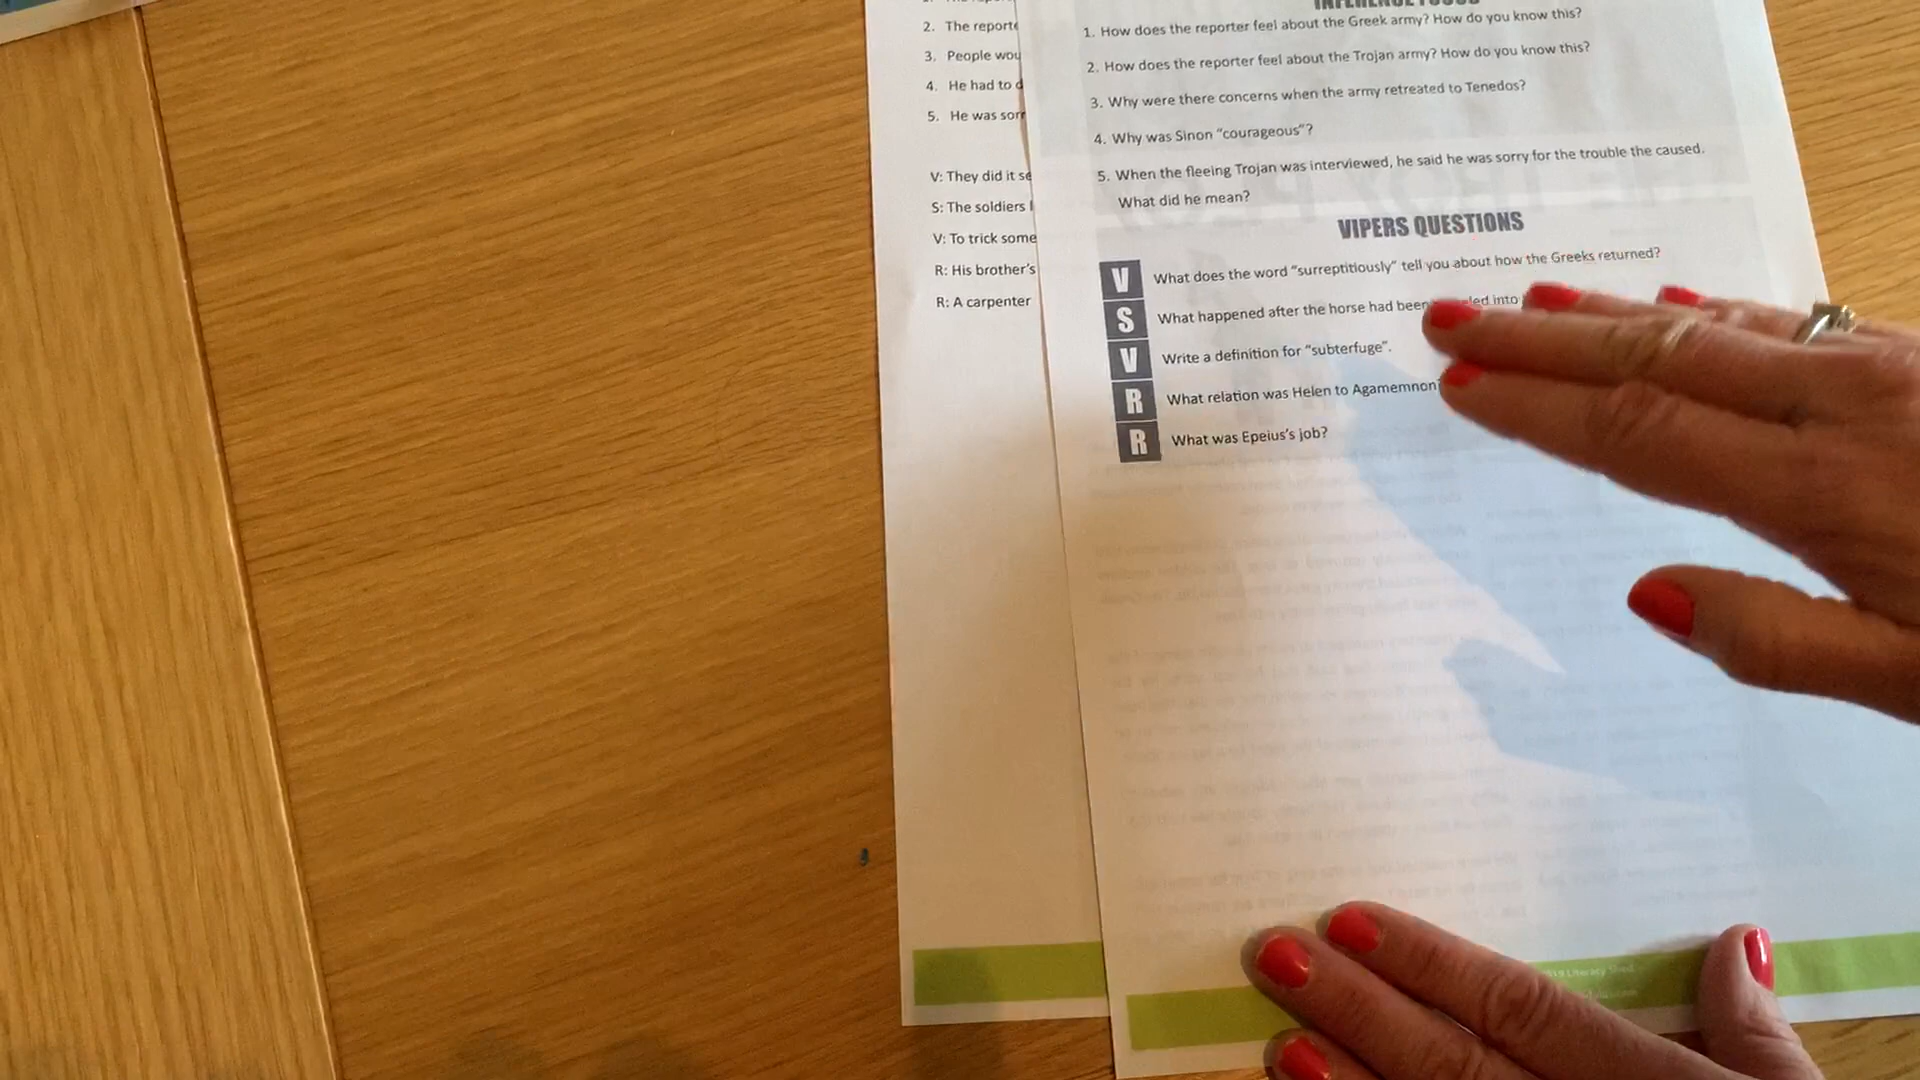 2. The reporte
3. People wou
4. He had to d
5. He was sorr
V: They did it se
S: The soldiers
V: To trick some
R: His brother's
R: A carpenter
INFERENCE FOCUS
1. How does the reporter feel about the Greek army? How do you know this?
2. How does the reporter feel about the Trojan army? How do you know this?
3. Why were there concerns when the army retreated to Tenedos?
4. Why was Sinon "courageous"?
5. When the fleeing Trojan was interviewed, he said he was sorry for the trouble the caused.
What did he mean?
VIPERS QUESTIONS
V What does the word "surreptitiously" tell you about how the Greeks returned?
S What happened after the horse had been into
V Write a definition for "subterfuge".
R What relation was Helen to Agamemnon
R What was Epeius's job?
Literacy Shed